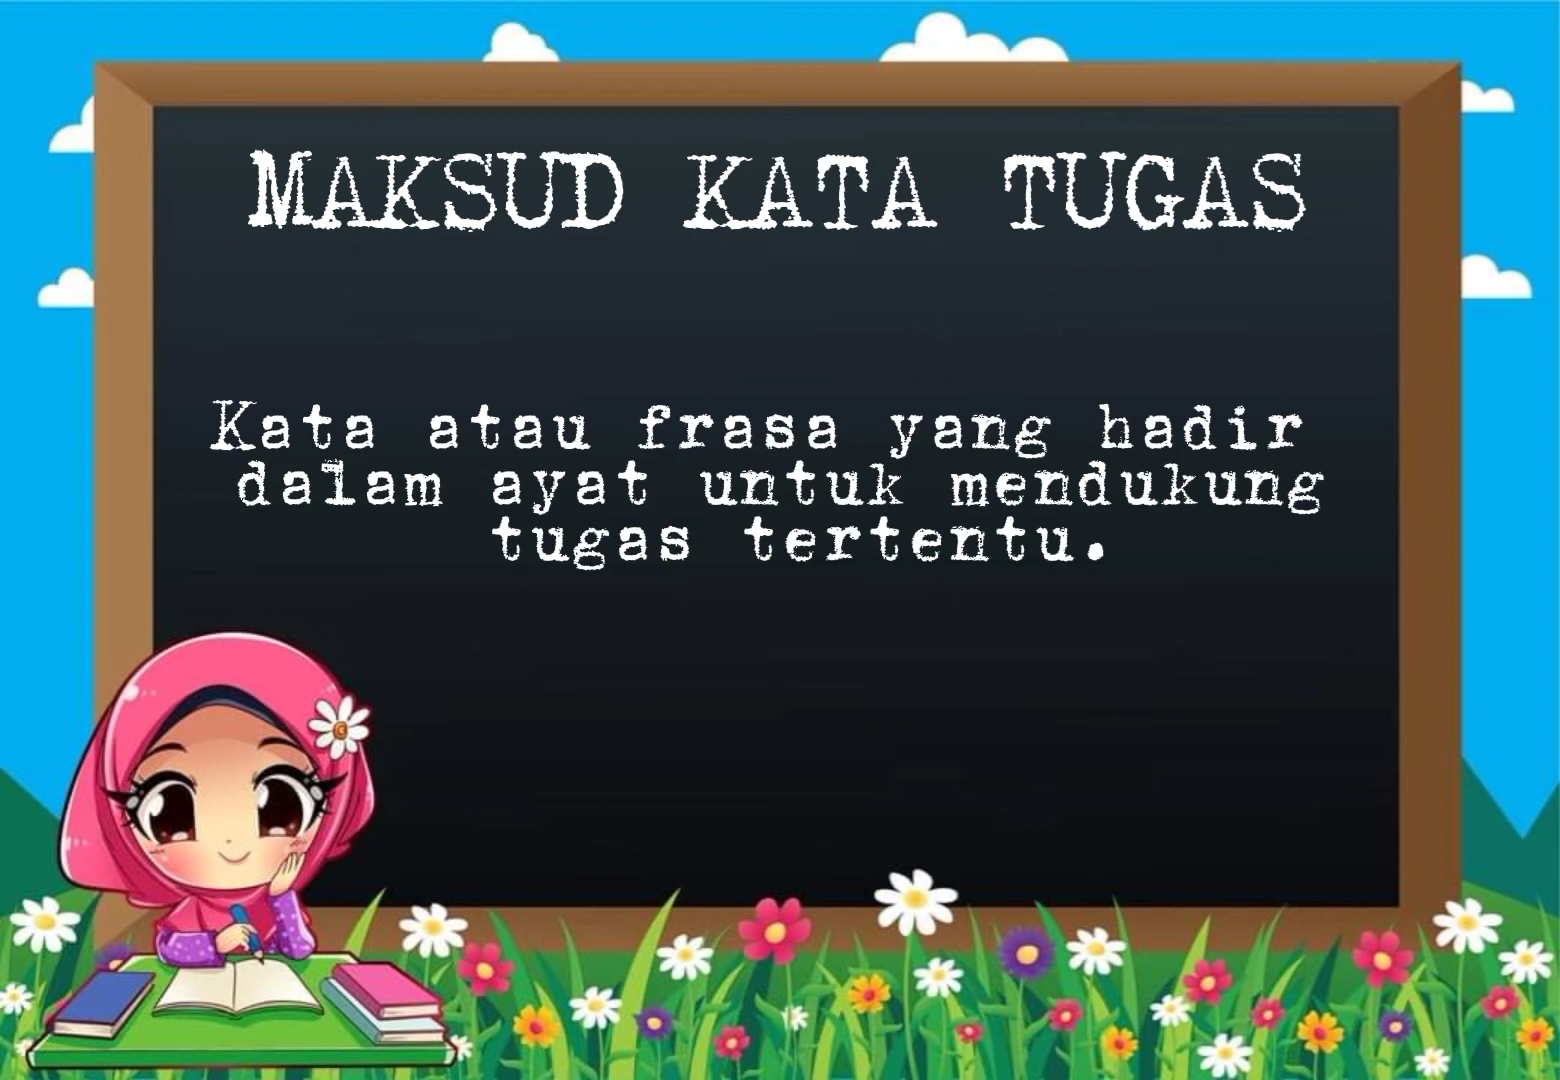 MAKSUD KATA TUGAS
Kata atau frasa yang hadir
dalam ayat untuk mendukung
tugas tertentu.